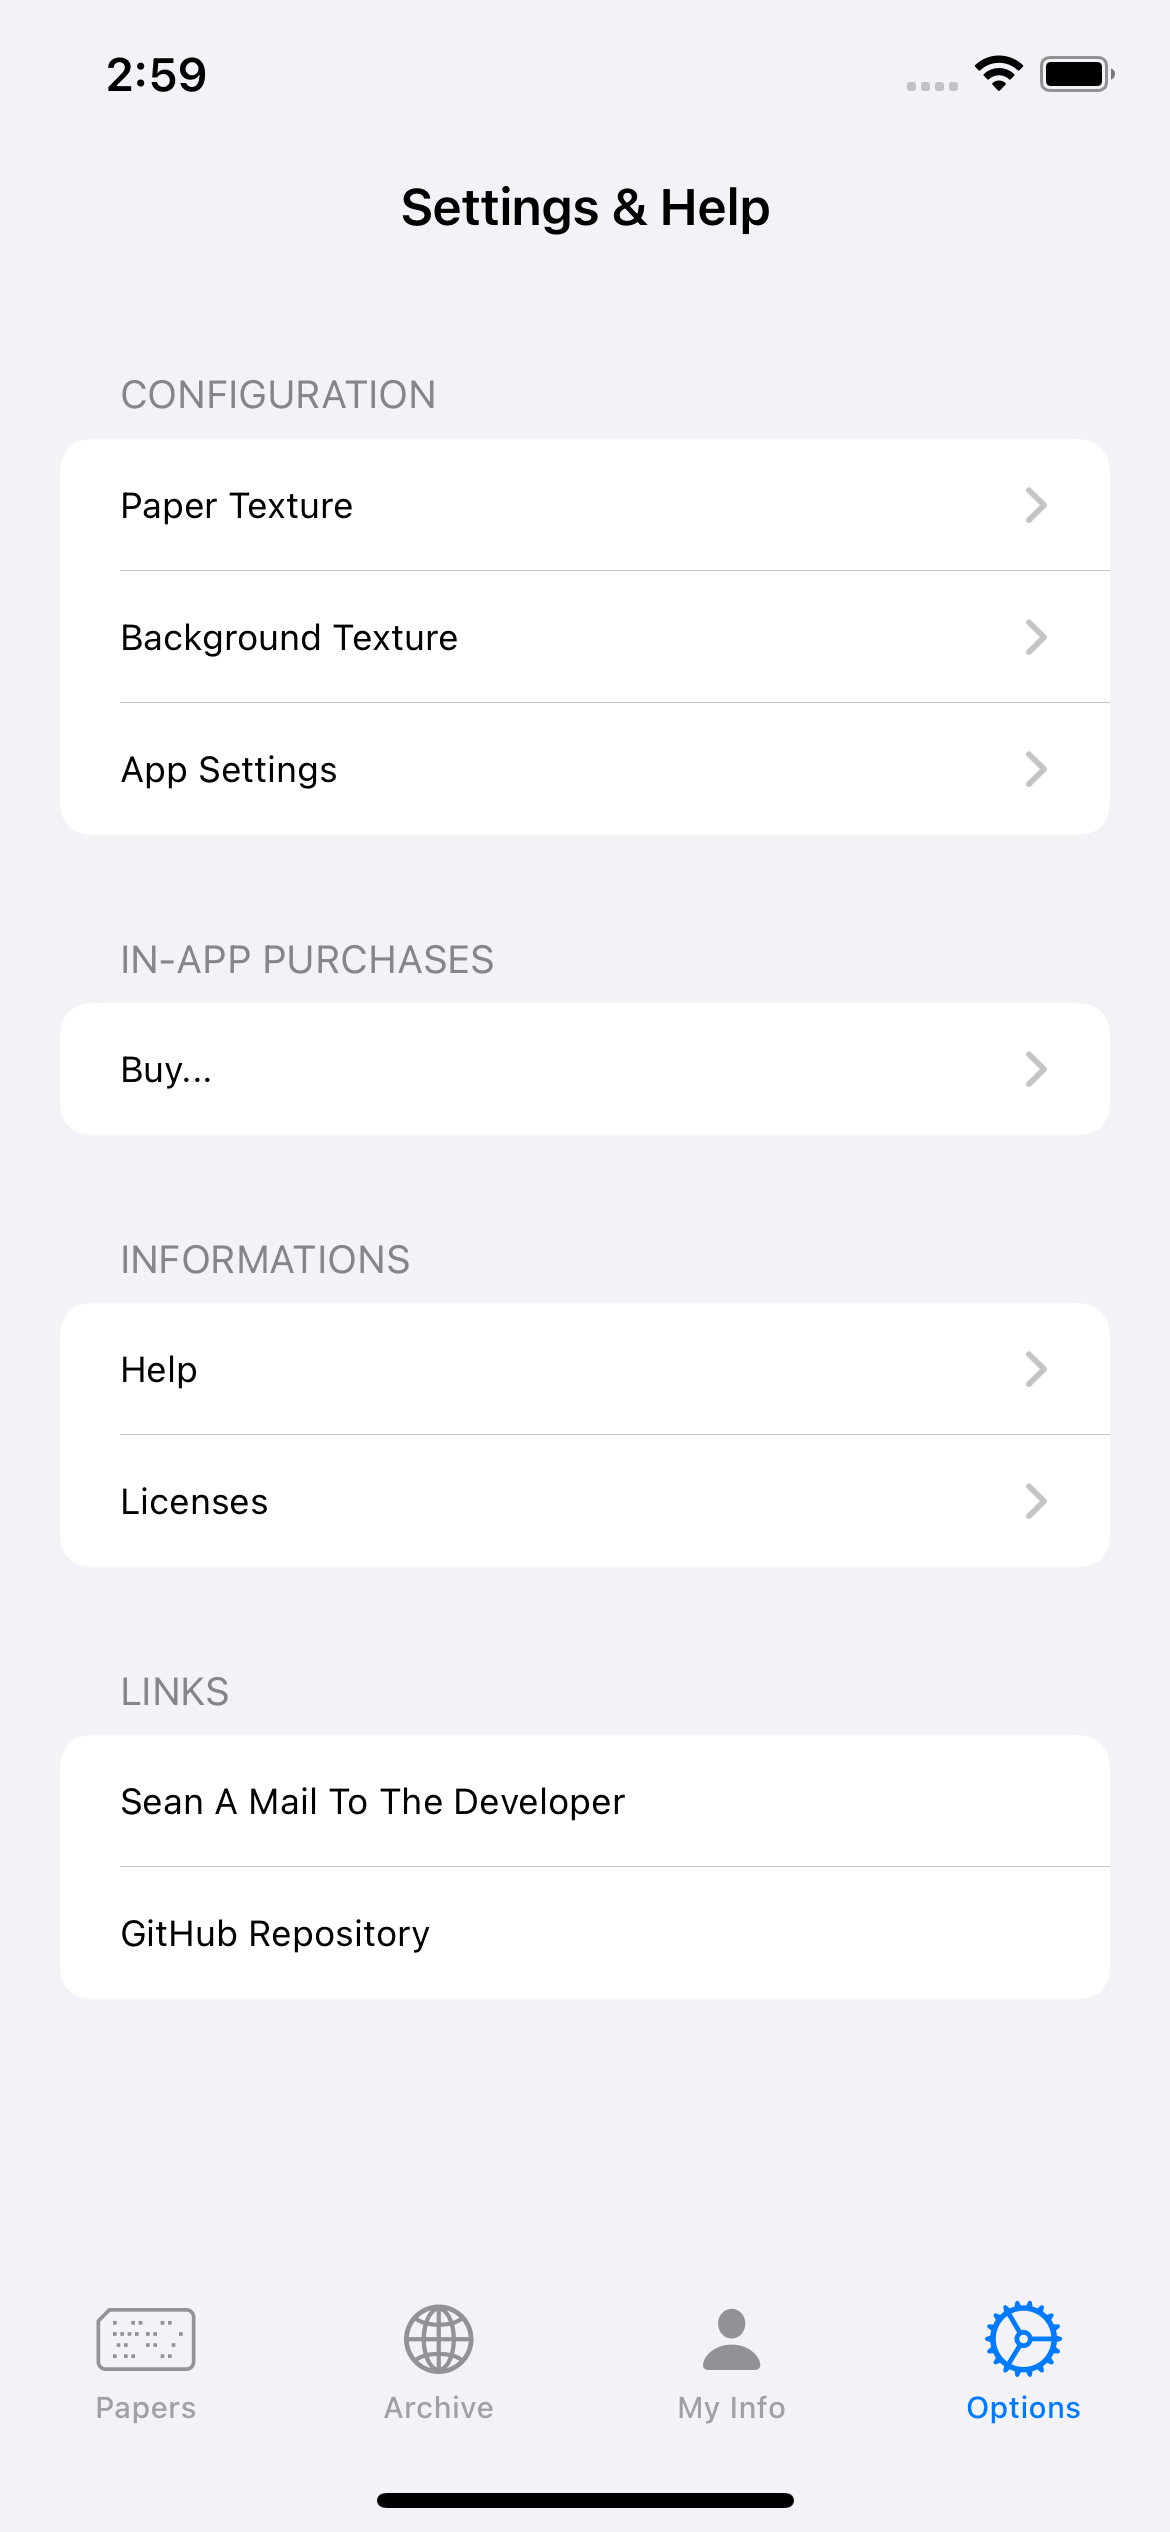 2:59
Settings & Help
CONFIGURATION
Paper Texture
Background Texture
App Settings
IN-APP PURCHASES
Buy...
INFORMATIONS
Help
Licenses
LINKS
Sean A Mail To The Developer
GitHub Repository
Papers
Archive
My Info
Options